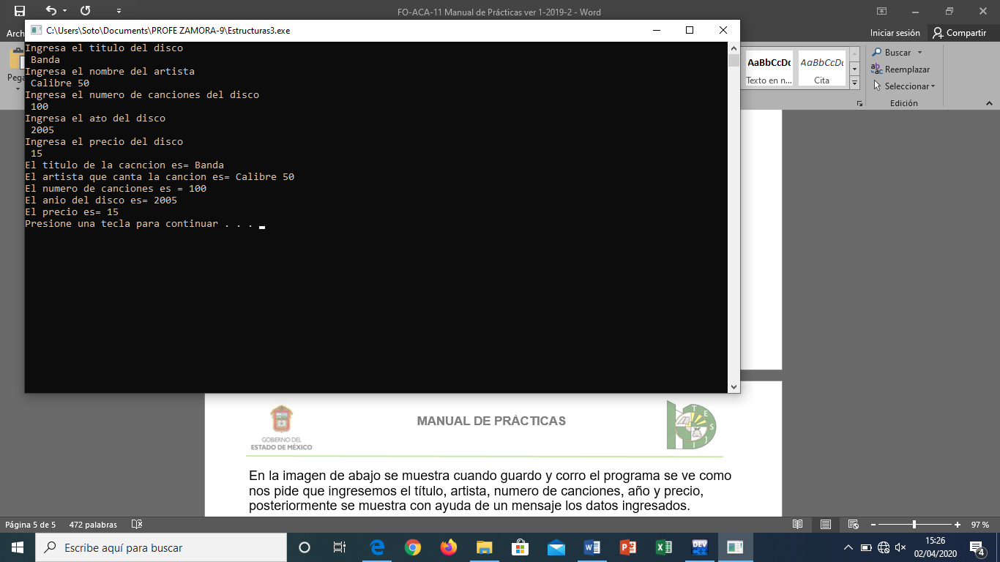 FO-ACA-11 Manual de Prácticas ver 1-2019-2 - Word
C:\Users\Soto\Documents\PROFE ZAMORA-9\Estructuras3.exe
Arch
Iniciar sesión
Compartir
Pega
AaBbCcDc
AaBbCcDc
Texto en n...
Cita
Buscar
Reemplazar
Seleccionar
Edición
Ingresa el titulo del disco
Banda
Ingresa el nombre del artista
Calibre 50
Ingresa el numero de canciones del disco
100
Ingresa el a±o del disco
2005
Ingresa el precio del disco
15
El titulo de la cacncion es= Banda
El artista que canta la cancion es= Calibre 50
El numero de canciones es = 100
El anio del disco es= 2005
El precio es= 15
Presione una tecla para continuar . . .
GOBIERNO DEL
ESTADO DE MÉXICO
MANUAL DE PRÁCTICAS
T E S J I
En la imagen de abajo se muestra cuando guardo y corro el programa se ve como
nos pide que ingresemos el título, artista, numero de canciones, año y precio,
posteriormente se muestra con ayuda de un mensaje los datos ingresados.
Página 5 de 5
472 palabras
97 %
Escribe aquí para buscar
DEV
15:26
02/04/2020
4